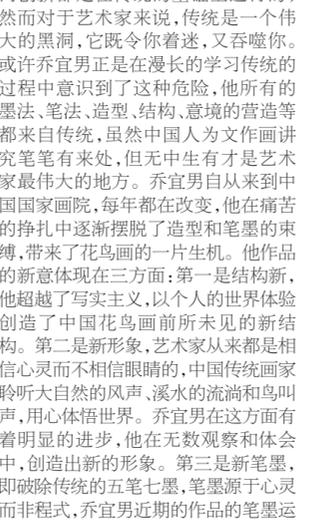 然而对于艺术家来说,传统是一个伟
大的黑洞,它既令你着迷,又吞噬你。
或许乔宜男正是在漫长的学习传统的
过程中意识到了这种危险,他所有的
墨法、笔法、造型、结构、意境的营造等
都来自传统,虽然中国人为文作画讲
究笔笔有来处,但无中生有才是艺术
家最伟大的地方。乔宜男自从来到中
国国家画院,每年都在改变,他在痛苦
的挣扎中逐渐摆脱了造型和笔墨的束
缚,带来了花鸟画的一片生机。他作品
的新意体现在三方面:第一是结构新,
他超越了写实主义,以个人的世界体验
创造了中国花鸟画前所未见的新结
构。第二是新形象,艺术家从来都是相
信心灵而不相信眼睛的,中国传统画家
聆听大自然的风声、溪水的流淌和鸟叫
声,用心体悟世界。乔宜男在这方面有
着明显的进步,他在无数观察和体会
中,创造出新的形象。第三是新笔墨,
即破除传统的五笔七墨,笔墨源于心灵
而非程式,乔宜男近期的作品的笔墨运